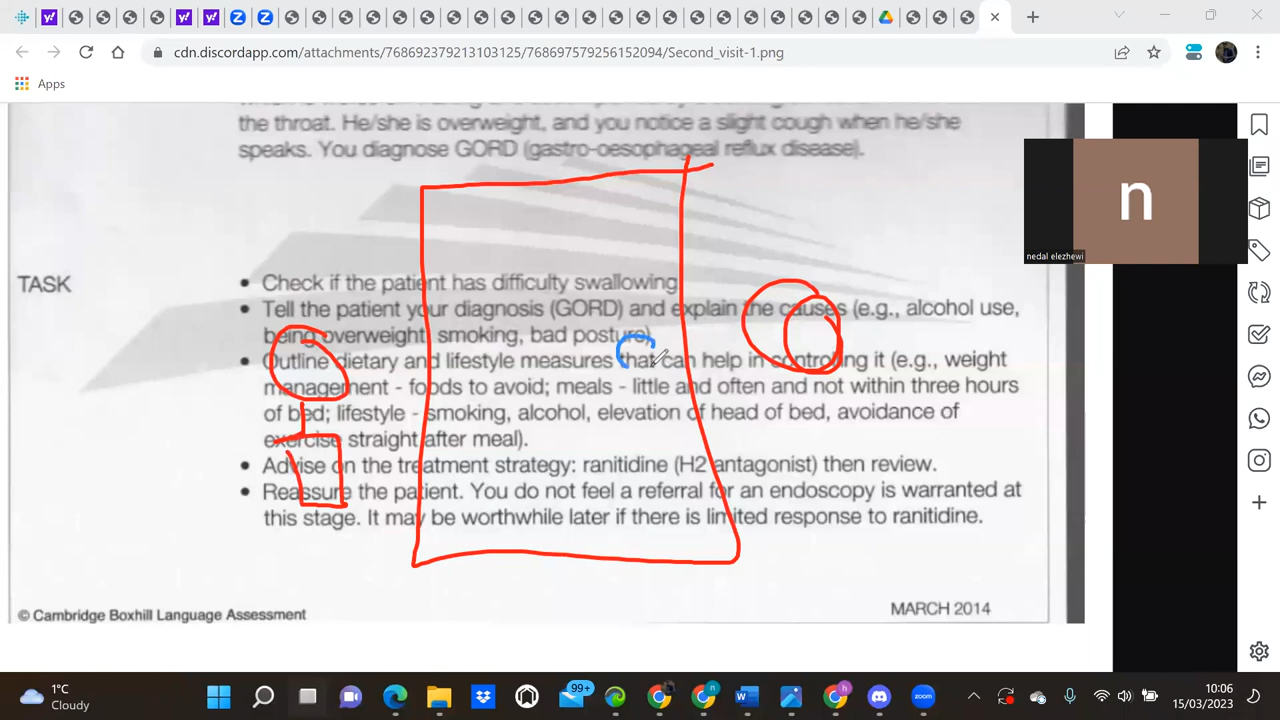 cdn.discordapp.com/attachments/768692379213103125/768697579256152094/Second_visit-1.png
Apps
the throat. He/she is overweight, and you notice a slight cough when he/she
speaks. You diagnose GORD (gastro-oesophageal reflux disease).
n
nedal elezhewi
TASK
• Check if the patient has difficulty swallowing.
• Tell the patient your diagnosis (GORD) and explain the causes (e.g., alcohol use,
being overweight, smoking, bad posture).
• Outline dietary and lifestyle measures that can help in controlling it (e.g., weight
management - foods to avoid; meals - little and often and not within three hours
of bed; lifestyle - smoking, alcohol, elevation of head of bed, avoidance of
exercise straight after meal).
• Advise on the treatment strategy: ranitidine (H2 antagonist) then review.
• Reassure the patient. You do not feel a referral for an endoscopy is warranted at
this stage. It may be worthwhile later if there is limited response to ranitidine.
© Cambridge Boxhill Language Assessment
MARCH 2014
1°C
Cloudy
99+
zoom
10:06
15/03/2023